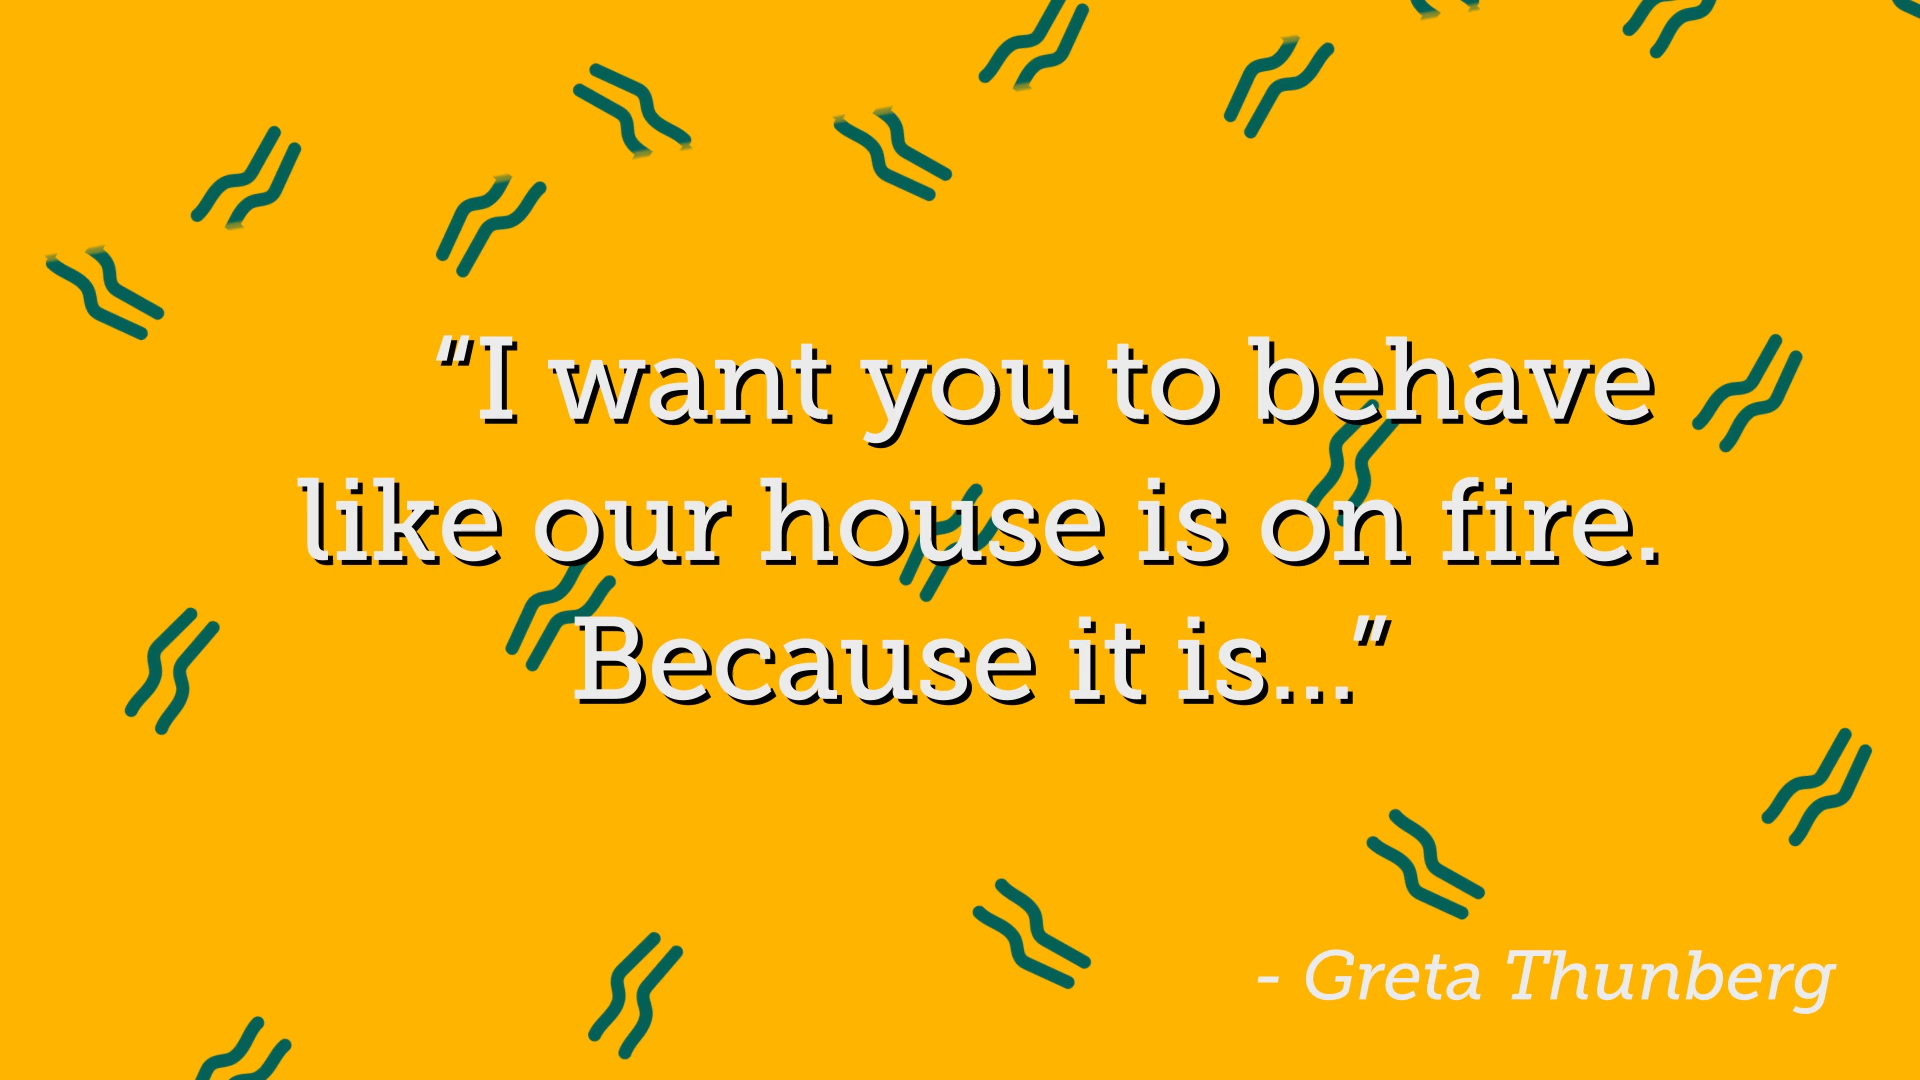 “I want you to behave
like our house is on fire.
Because it is...”
- Greta Thunberg